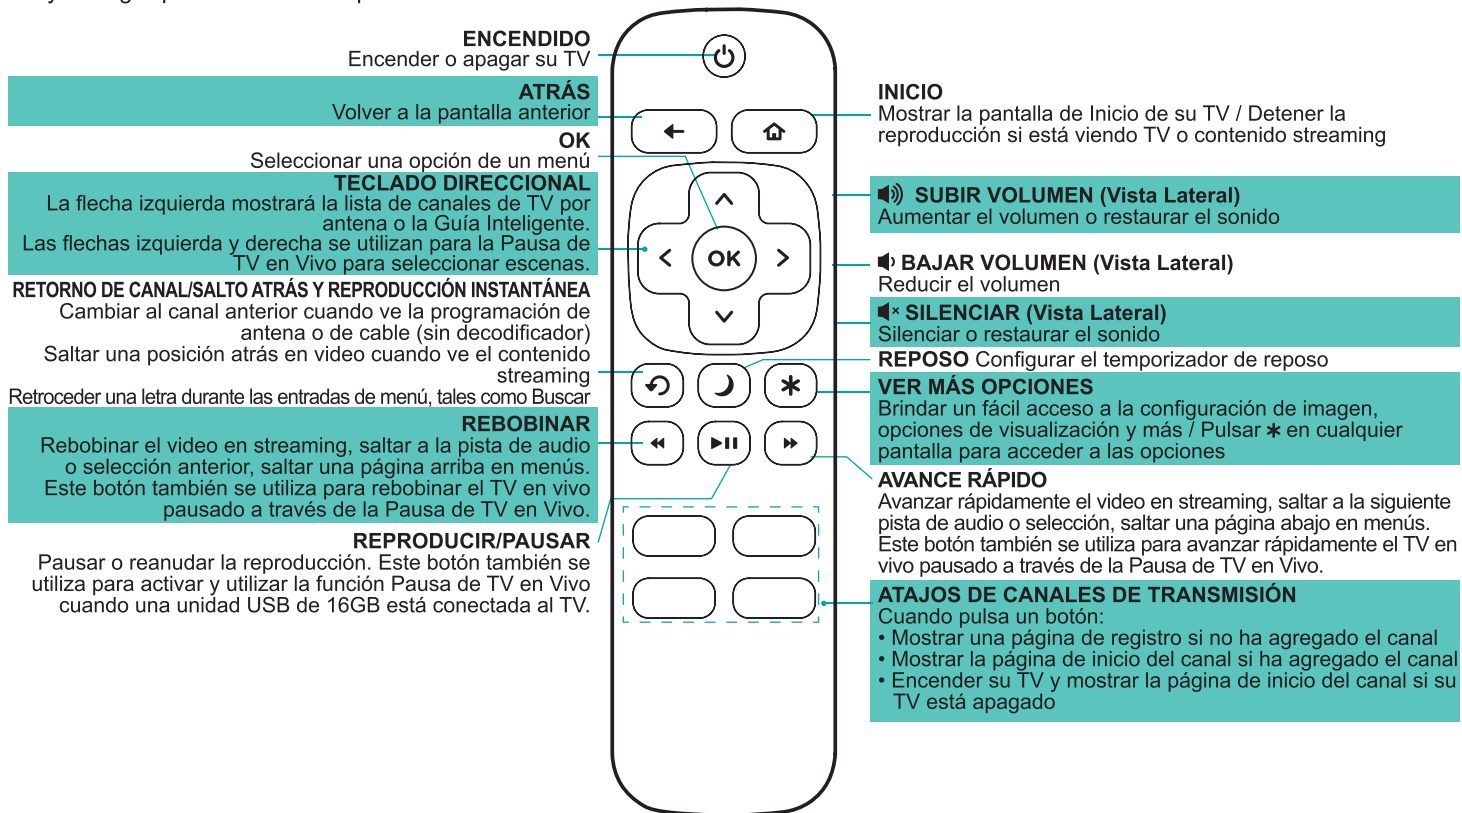 ENCENDIDO
Encender o apagar su TV
ATRÁS
Volver a la pantalla anterior
OK
Seleccionar una opción de un menú
TECLADO DIRECCIONAL
La flecha izquierda mostrará la lista de canales de TV por
antena o la Guía Inteligente.
Las flechas izquierda y derecha se utilizan para la Pausa de
TV en Vivo para seleccionar escenas.
RETORNO DE CANAL/SALTO ATRÁS Y REPRODUCCIÓN INSTANTÁNEA
Cambiar al canal anterior cuando ve la programación de
antena o de cable (sin decodificador)
Saltar una posición atrás en video cuando ve el contenido
streaming
Retroceder una letra durante las entradas de menú, tales como Buscar
REBOBINAR
Rebobinar el video en streaming, saltar a la pista de audio
o selección anterior, saltar una página arriba en menús.
Este botón también se utiliza para rebobinar el TV en vivo
pausado a través de la Pausa de TV en Vivo.
REPRODUCIR/PAUSAR
Pausar o reanudar la reproducción. Este botón también se
utiliza para activar y utilizar la función Pausa de TV en Vivo
cuando una unidad USB de 16GB está conectada al TV.
OK
INICIO
Mostrar la pantalla de Inicio de su TV / Detener la
reproducción si está viendo TV o contenido streaming
SUBIR VOLUMEN (Vista Lateral)
Aumentar el volumen o restaurar el sonido
BAJAR VOLUMEN (Vista Lateral)
Reducir el volumen
SILENCIAR (Vista Lateral)
Silenciar o restaurar el sonido
REPOSO Configurar el temporizador de reposo
VER MÁS OPCIONES
Brindar un fácil acceso a la configuración de imagen,
opciones de visualización y más / Pulsar * en cualquier
pantalla para acceder a las opciones
AVANCE RÁPIDO
Avanzar rápidamente el video en streaming, saltar a la siguiente
pista de audio o selección, saltar una página abajo en menús.
Este botón también se utiliza para avanzar rápidamente el TV en
vivo pausado a través de la Pausa de TV en Vivo.
ATAJOS DE CANALES DE TRANSMISIÓN
Cuando pulsa un botón:
• Mostrar una página de registro si no ha agregado el canal
• Mostrar la página de inicio del canal si ha agregado el canal
• Encender su TV y mostrar la página de inicio del canal si su
TV está apagado